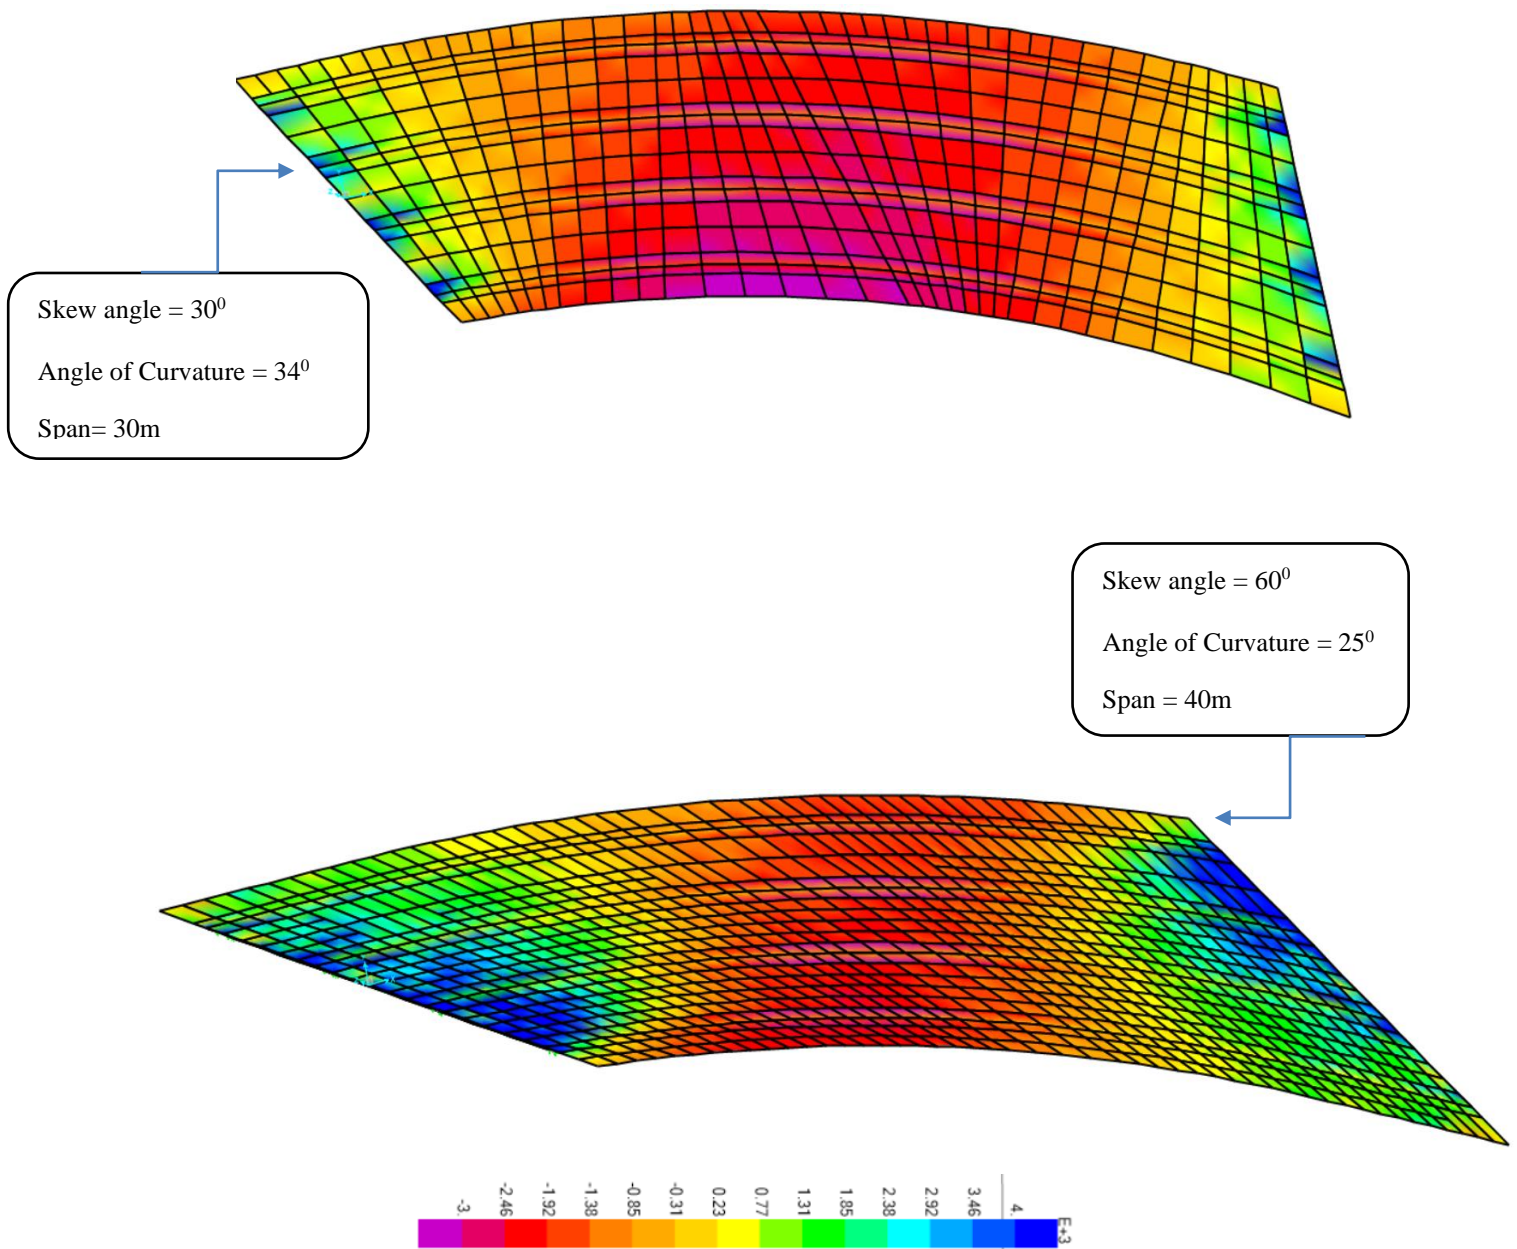 Skew angle = 30⁰
Angle of Curvature = 34⁰
Span= 30m
Skew angle = 60⁰
Angle of Curvature = 25⁰
Span = 40m
-3. -2.46 -1.92 -1.38 -0.85 -0.31 0.23 0.77 1.31 1.85 2.38 2.92 3.46 4. E+3